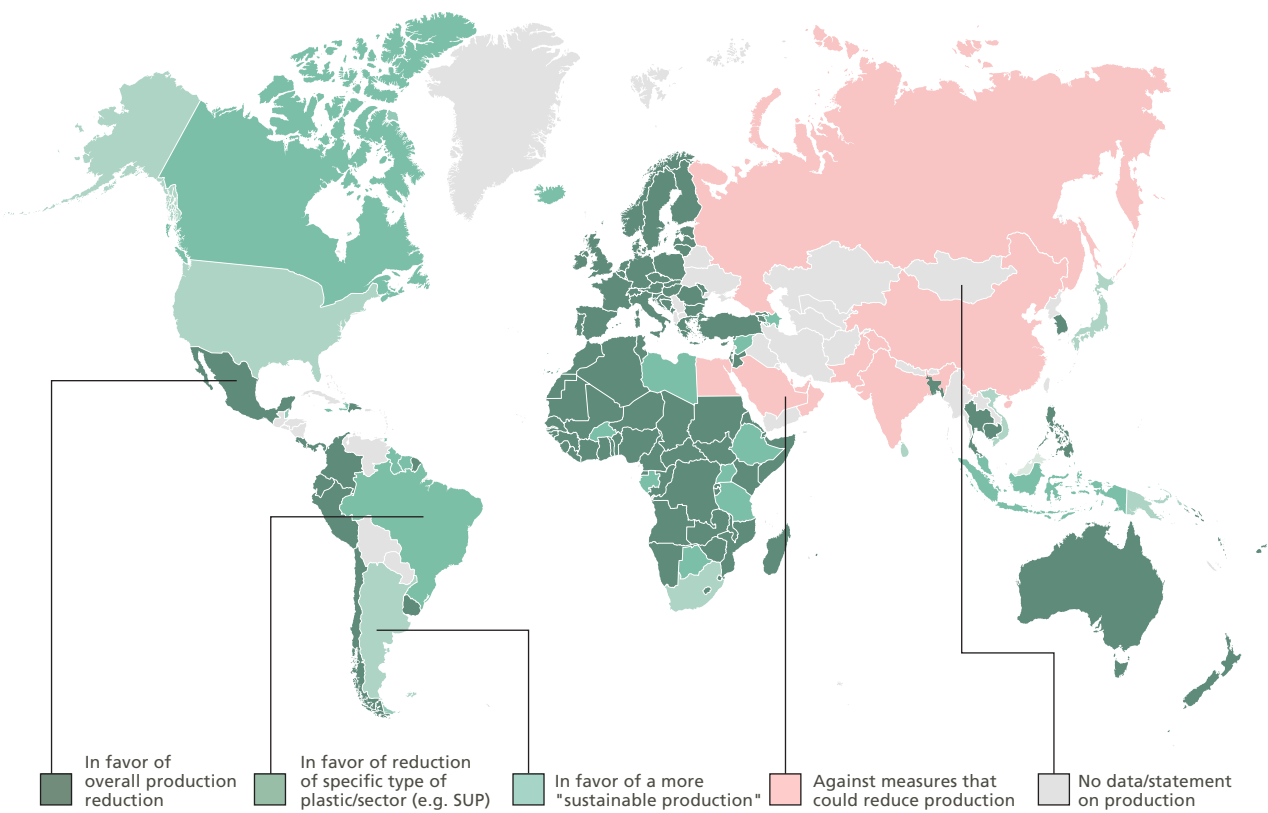 In favor of
overall production
reduction
In favor of reduction
of specific type of
plastic/sector (e.g. SUP)
In favor of a more
"sustainable production"
Against measures that
could reduce production
No data/statement
on production